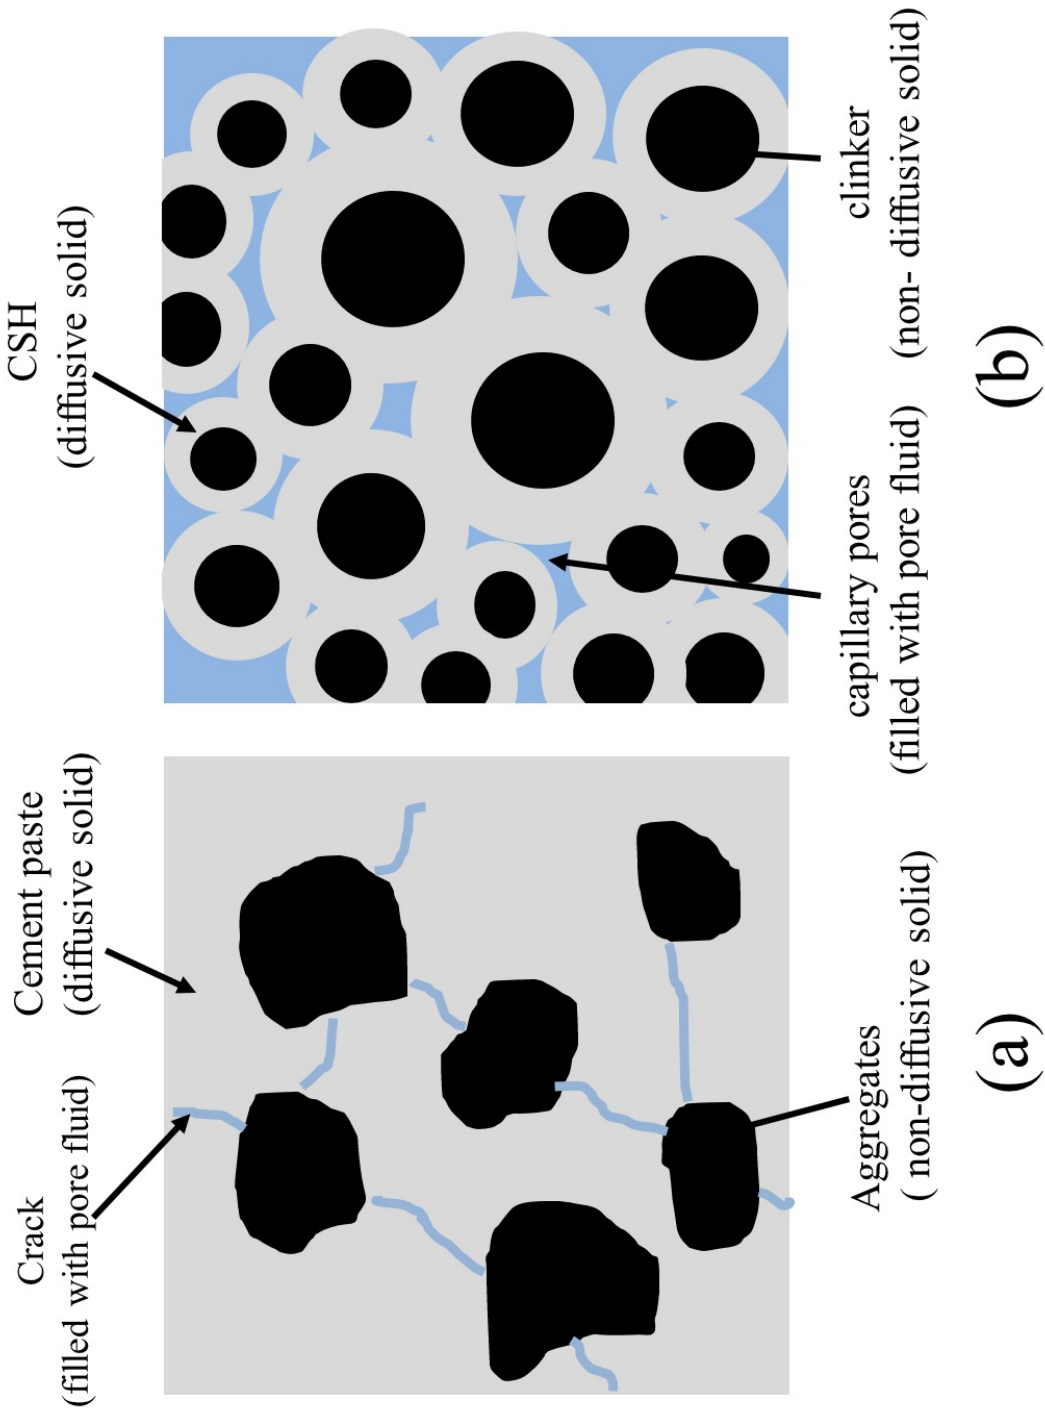 Crack
(filled with pore fluid)
Cement paste
(diffusive solid)
Aggregates
( non-diffusive solid)
(a)
CSH
(diffusive solid)
capillary pores
(filled with pore fluid)
clinker
(non- diffusive solid)
(b)